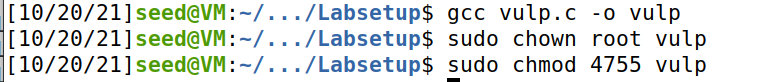 [10/20/21]seed@VM:~/.../Labsetup$ gcc vulp.c -o vulp
[10/20/21]seed@VM:~/.../Labsetup$ sudo chown root vulp
[10/20/21]seed@VM:~/.../Labsetup$ sudo chmod 4755 vulp